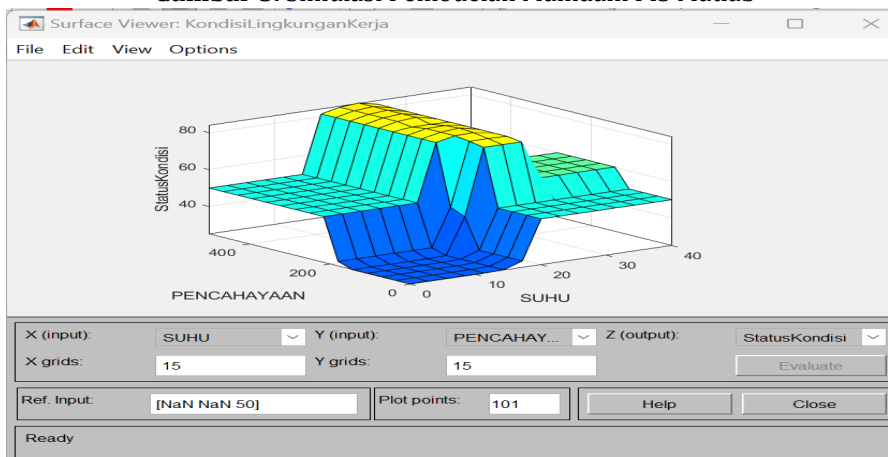 Surface Viewer: KondisiLingkunganKerja
File Edit View Options
80
60
40
StatusKondisi
400
200
0
PENCAHAYAAN
0
10
20
30
40
SUHU
X (input): SUHU Y (input): PENCAHAY... Z (output): StatusKondisi
X grids: 15 Y grids: 15 Evaluate
Ref. Input: [NaN NaN 50] Plot points: 101 Help Close
Ready